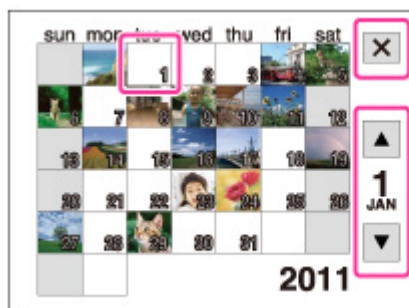 sun mon tue wed thu fri sat
1 2 3 4 5
6 7 8 9 10 11 12
13 14 15 16 17 18 19
20 21 22 23 24 25 26
27 28 29 30 31
1
JAN
2011